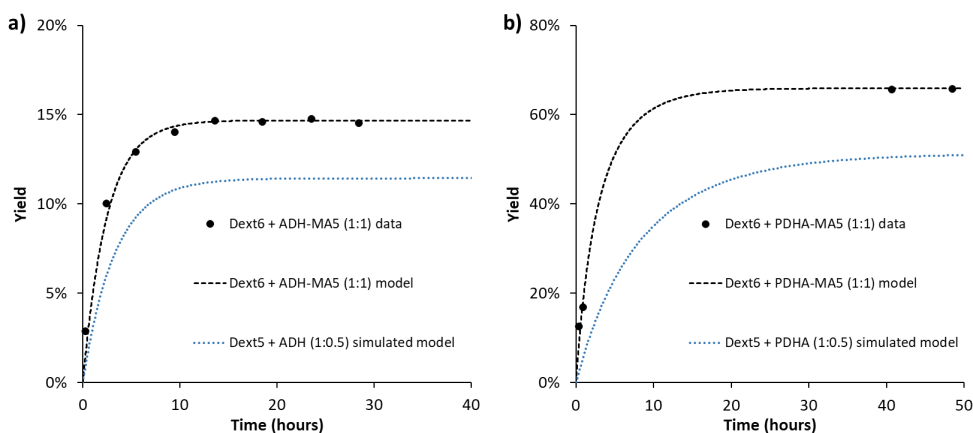 a)
20%
15%
10%
5%
0%
Yield
Dext6 + ADH-MA5 (1:1) data
Dext6 + ADH-MA5 (1:1) model
Dext5 + ADH (1:0.5) simulated model
0 10 20 30 40
Time (hours)
b)
80%
60%
40%
20%
0%
Yield
Dext6 + PDHA-MA5 (1:1) data
Dext6 + PDHA-MA5 (1:1) model
Dext5 + PDHA (1:0.5) simulated model
0 10 20 30 40 50
Time (hours)